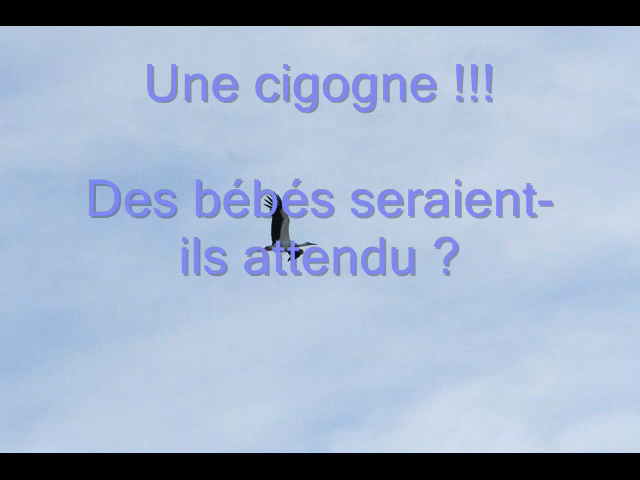 Une cigogne !!!
Des bébés seraient-
ils attendu ?